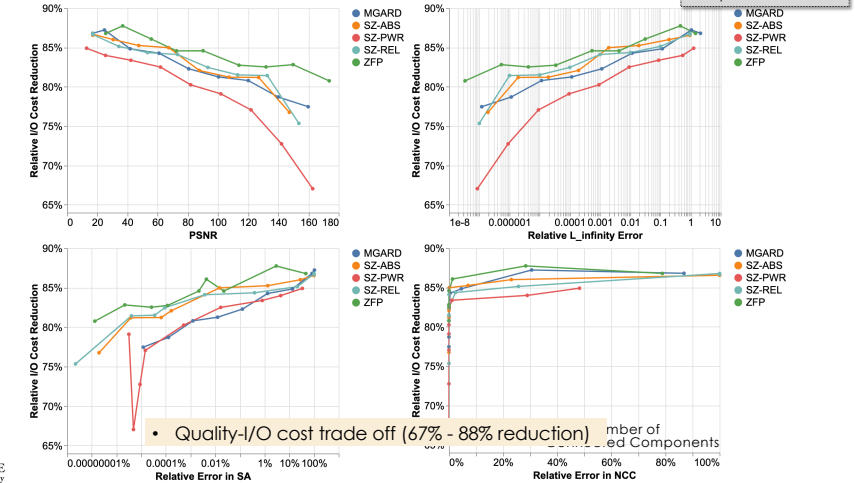 90%
85%
80%
75%
70%
65%
Relative I/O Cost Reduction
0 20 40 60 80 100 120 140 160 180
PSNR
MGARD
SZ-ABS
SZ-PWR
SZ-REL
ZFP
90%
85%
80%
75%
70%
65%
Relative I/O Cost Reduction
1e-8 0.000001 0.0001 0.001 0.01 0.1 1 10
Relative L_infinity Error
MGARD
SZ-ABS
SZ-PWR
SZ-REL
ZFP
90%
85%
80%
75%
70%
65%
Relative I/O Cost Reduction
0.00000001% 0.0001% 0.01% 1% 10% 100%
Relative Error in SA
MGARD
SZ-ABS
SZ-PWR
SZ-REL
ZFP
90%
85%
80%
75%
70%
Relative I/O Cost Reduction
0% 20% 40% 60% 80% 100%
Relative Error in NCC
MGARD
SZ-ABS
SZ-PWR
SZ-REL
ZFP
• Quality-I/O cost trade off (67% - 88% reduction)
mber of
Components
E
y